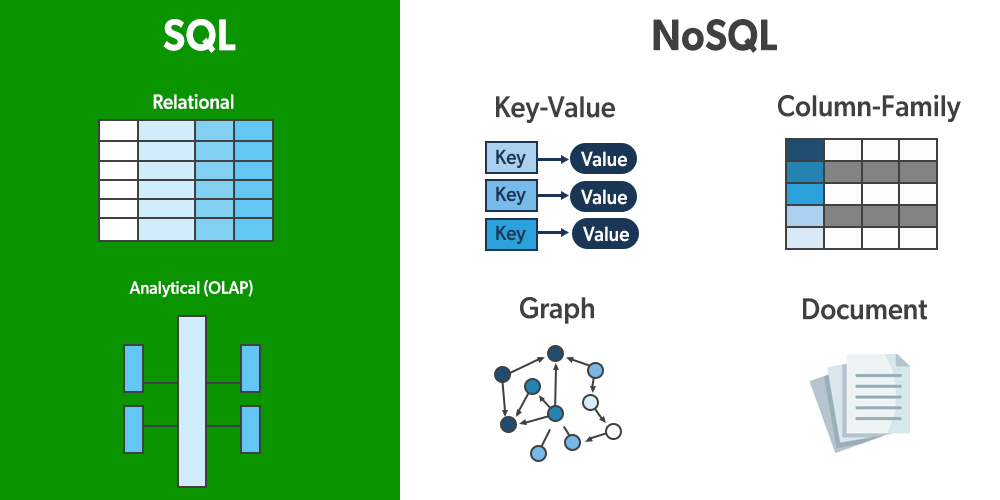 SQL
Relational
Analytical (OLAP)
NoSQL
Key-Value
Key
Value
Key
Value
Key
Value
Column-Family
Graph
Document